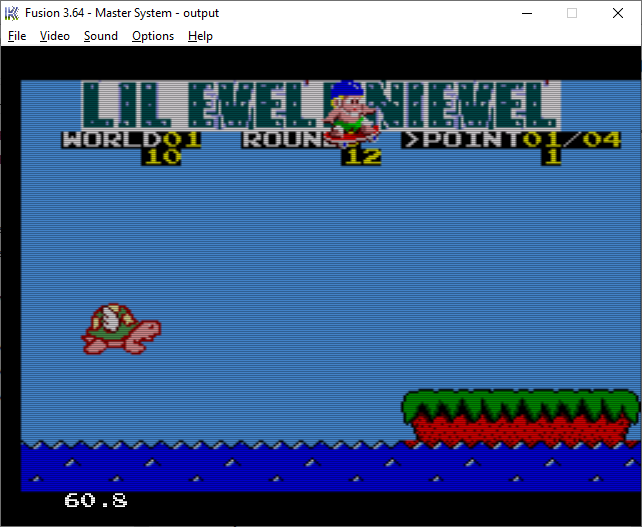 Fusion 3.64 - Master System - output
File Video Sound Options Help
LIL EVEL KNIEVEL
WORLD01 ROUND >POINT01/04
10 12 1
60.8